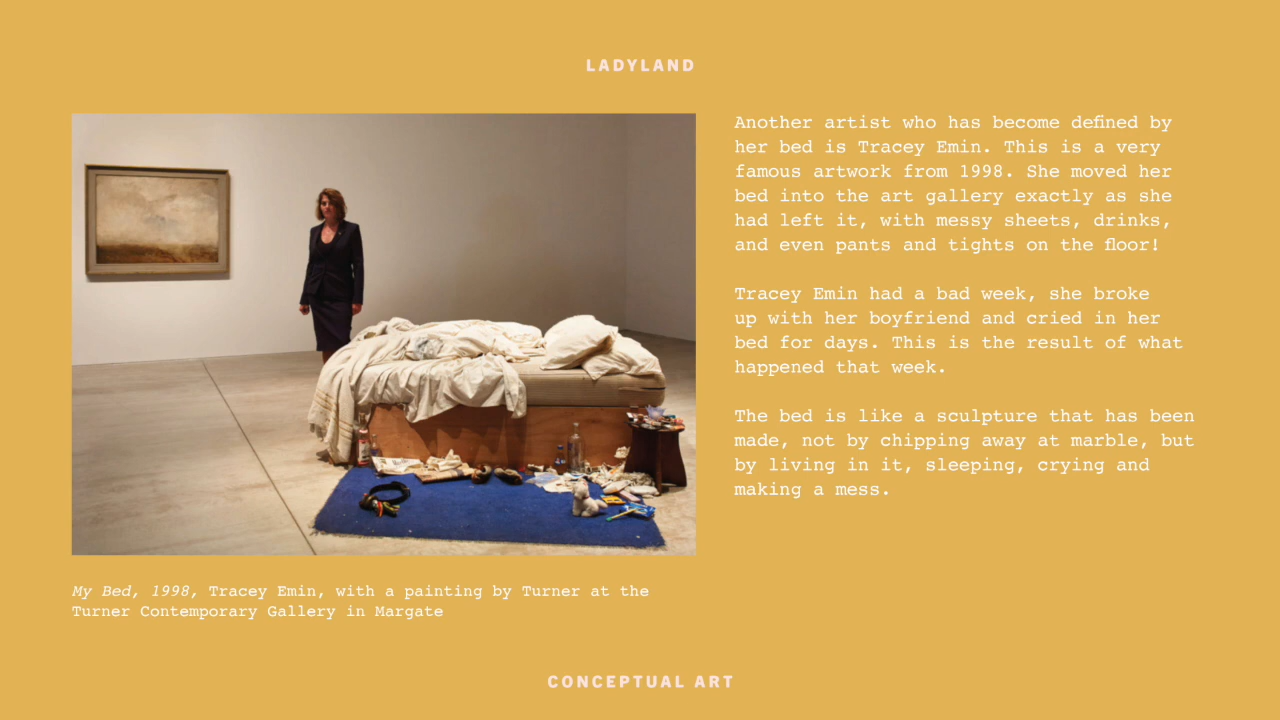 LADYLAND
Another artist who has become defined by
her bed is Tracey Emin. This is a very
famous artwork from 1998. She moved her
bed into the art gallery exactly as she
had left it, with messy sheets, drinks,
and even pants and tights on the floor!
Tracey Emin had a bad week, she broke
up with her boyfriend and cried in her
bed for days. This is the result of what
happened that week.
The bed is like a sculpture that has been
made, not by chipping away at marble, but
by living in it, sleeping, crying and
making a mess.
My Bed, 1998, Tracey Emin, with a painting by Turner at the
Turner Contemporary Gallery in Margate
CONCEPTUAL ART